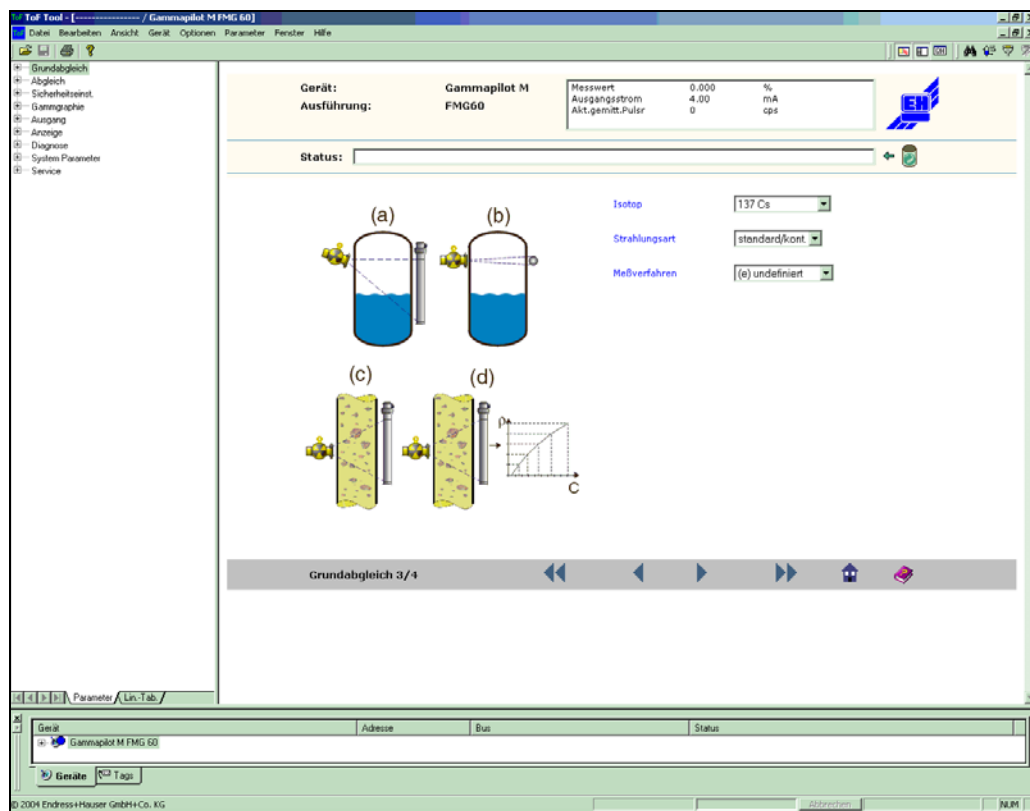 ToF Tool - [---------------- / Gammapilot M FMG 60]
Datei Bearbeiten Ansicht Gerät Optionen Parameter Fenster Hilfe
Grundabgleich
Abgleich
Sicherheitseinst.
Gammgraphie
Ausgang
Anzeige
Diagnose
System Parameter
Service
Gerät: Gammapilot M
Ausführung: FMG60
Messwert 0.000 %
Ausgangsstrom 4.00 mA
Akt.gemitt.Pulsr 0 cps
EH
Status:
Isotop 137 Cs
Strahlungsart standard/kont.
Meßverfahren (e) undefiniert
(a) (b)
(c) (d)
ρ
C
Grundabgleich 3/4
Parameter Lin.-Tab.
Gerät Adresse Bus Status
Gammapilot M FMG 60
Geräte Tags
© 2004 Endress+Hauser GmbH+Co. KG Abbrechen NUM